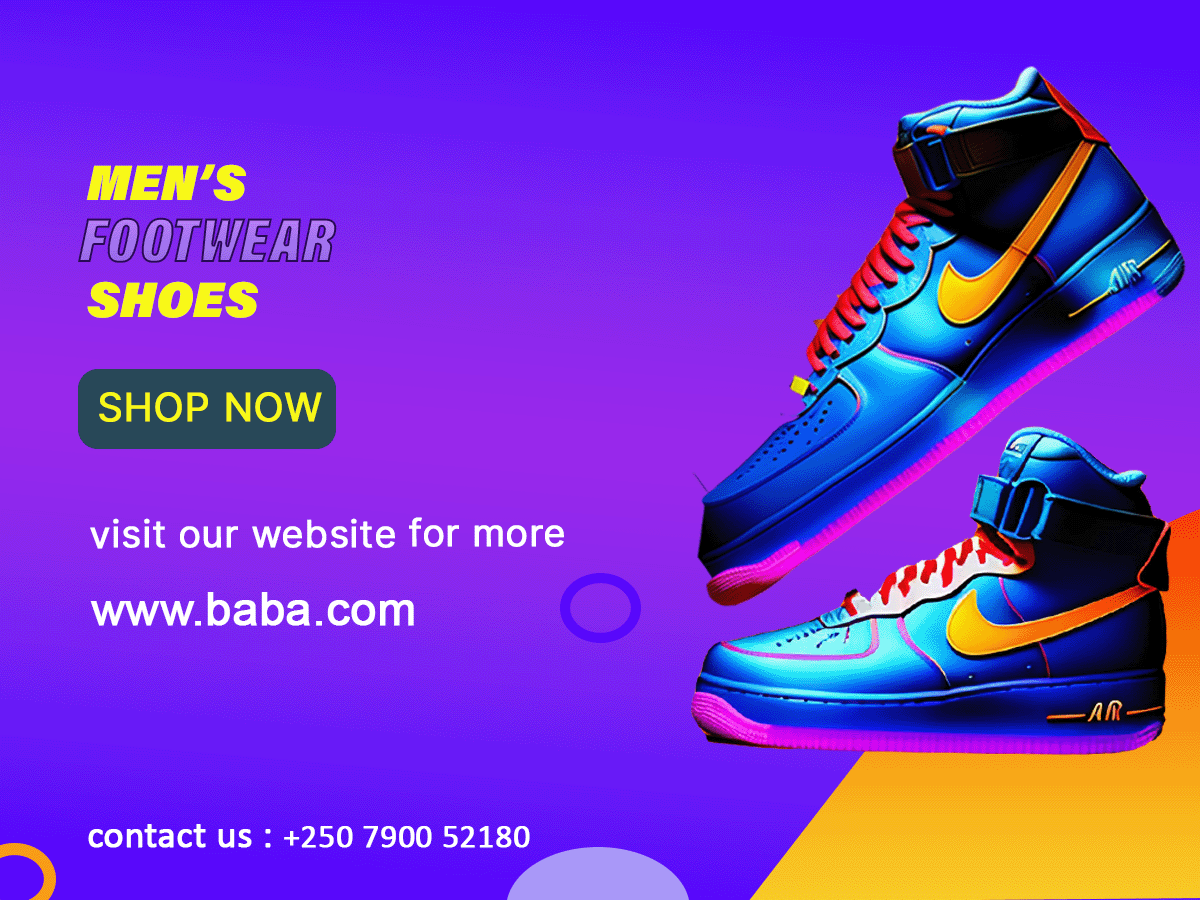 MEN'S
FOOTWEAR
SHOES
SHOP NOW
visit our website for more
www.baba.com
contact us : +250 7900 52180
AIR
AR